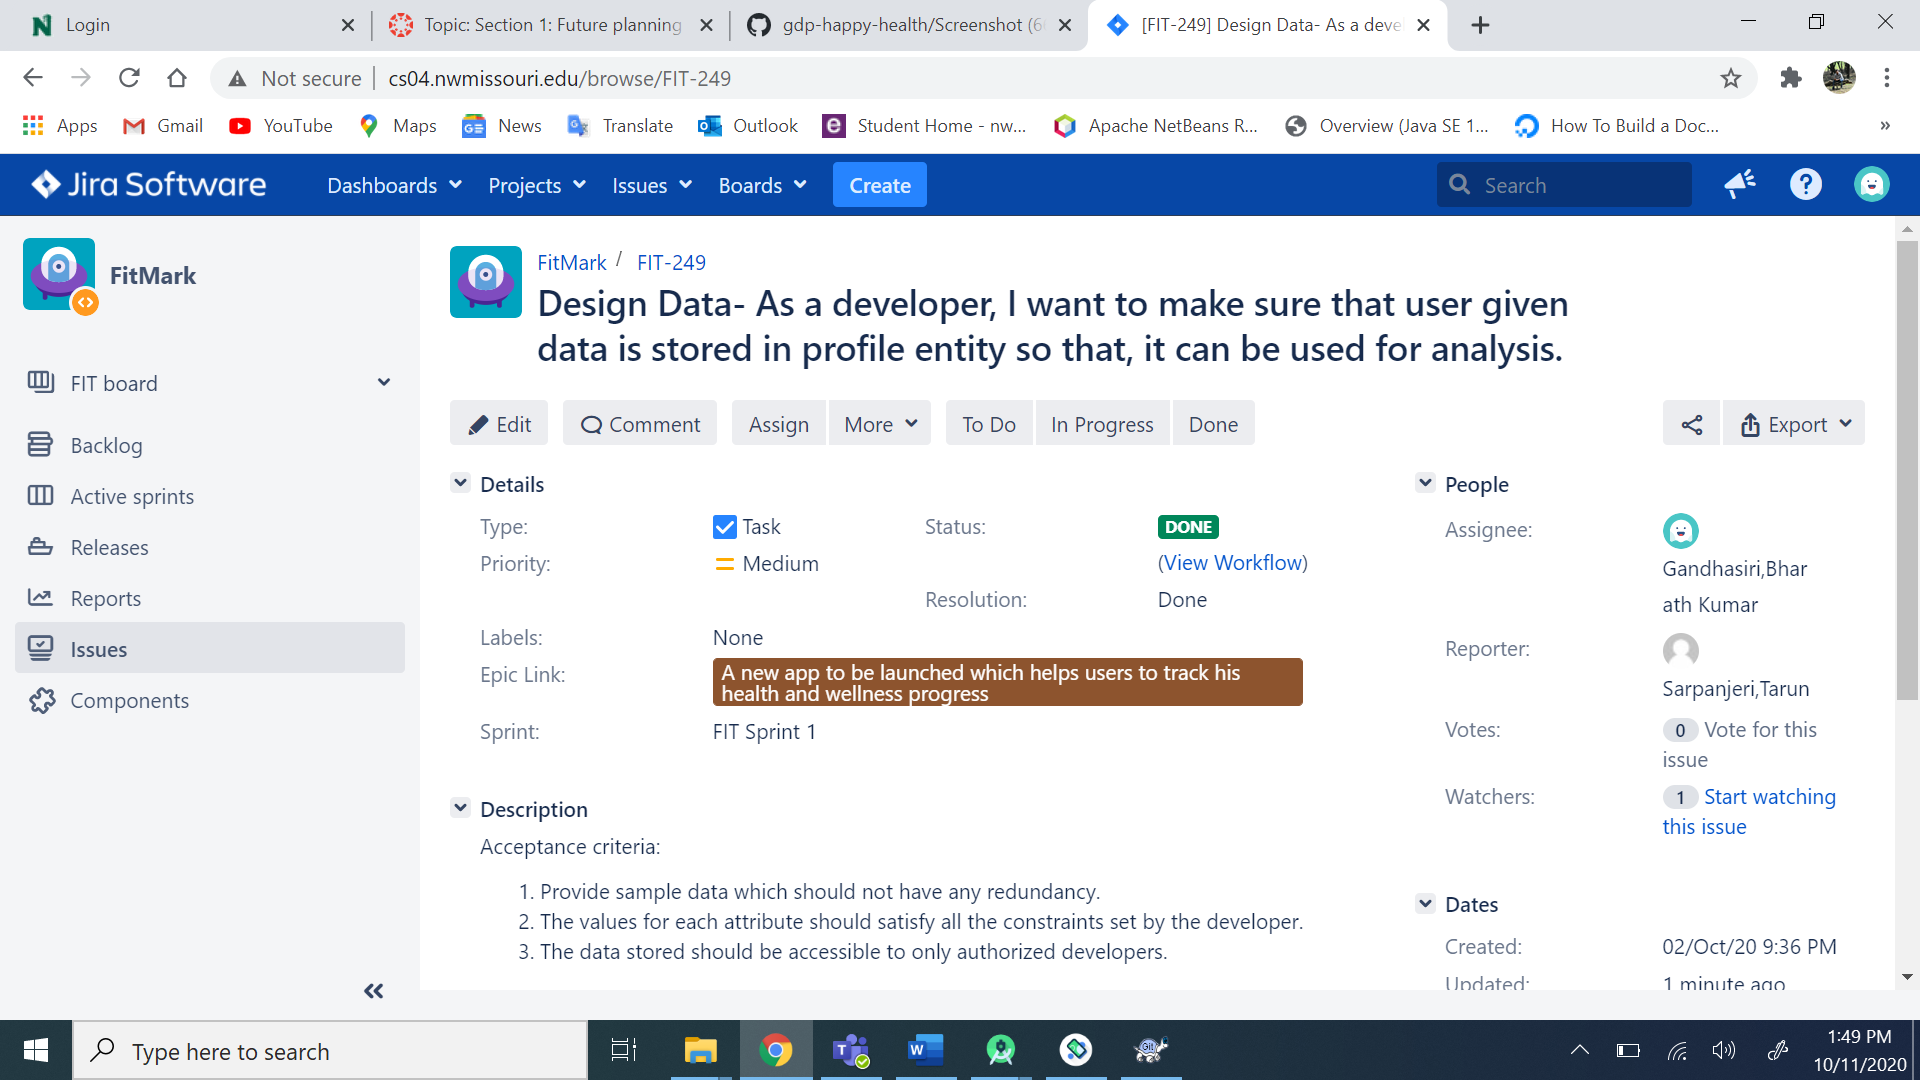 Login
Topic: Section 1: Future planning
gdp-happy-health/Screenshot (6
[FIT-249] Design Data- As a deve
Not secure
cs04.nwmissouri.edu/browse/FIT-249
Apps
Gmail
YouTube
Maps
News
Translate
Outlook
Student Home - nw...
Apache NetBeans R...
Overview (Java SE 1...
How To Build a Doc...
»
Jira Software
Dashboards
Projects
Issues
Boards
Create
Search
FitMark
FIT board
Backlog
Active sprints
Releases
Reports
Issues
Components
FitMark / FIT-249
Design Data- As a developer, I want to make sure that user given
data is stored in profile entity so that, it can be used for analysis.
Edit
Comment
Assign
More
To Do
In Progress
Done
Export
Details
Type:
Task
Status:
DONE
Priority:
Medium
(View Workflow)
Resolution:
Done
Labels:
None
Epic Link:
A new app to be launched which helps users to track his
health and wellness progress
Sprint:
FIT Sprint 1
Description
Acceptance criteria:
1. Provide sample data which should not have any redundancy.
2. The values for each attribute should satisfy all the constraints set by the developer.
3. The data stored should be accessible to only authorized developers.
People
Assignee:
Gandhasiri,Bhar
ath Kumar
Reporter:
Sarpanjeri,Tarun
Votes:
0 Vote for this
issue
Watchers:
1 Start watching
this issue
Dates
Created:
02/Oct/20 9:36 PM
Updated:
1 minute ago
Type here to search
1:49 PM
10/11/2020